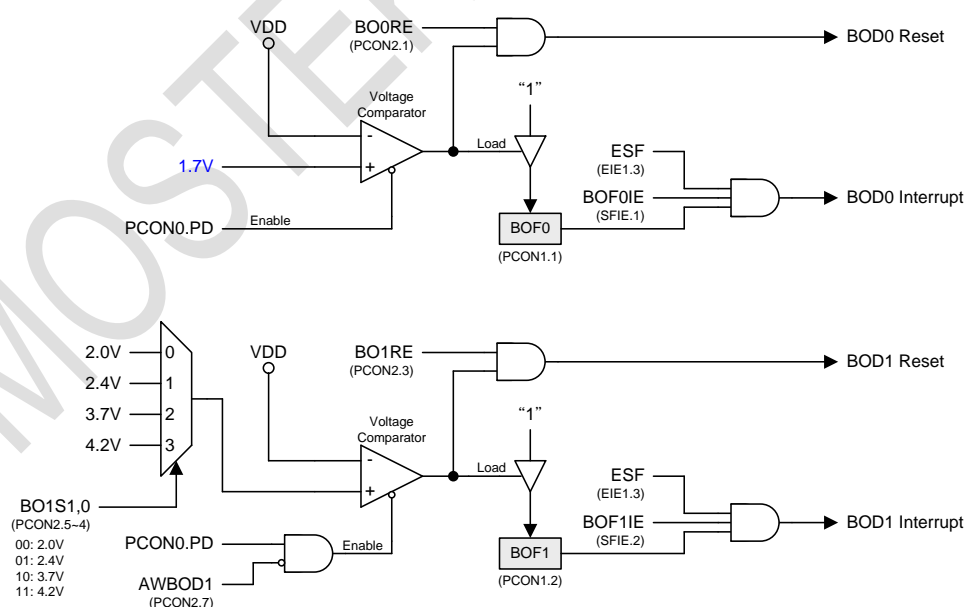 VDD
BO0RE
(PCON2.1)
BOD0 Reset
Voltage
Comparator
"1"
-
+
Load
1.7V
ESF
(EIE1.3)
BOF0IE
(SFIE.1)
BOD0 Interrupt
PCON0.PD
Enable
BOF0
(PCON1.1)
2.0V
0
2.4V
1
3.7V
2
4.2V
3
VDD
BO1RE
(PCON2.3)
BOD1 Reset
Voltage
Comparator
"1"
-
+
Load
BO1S1,0
(PCON2.5~4)
00: 2.0V
01: 2.4V
10: 3.7V
11: 4.2V
ESF
(EIE1.3)
BOF1IE
(SFIE.2)
BOD1 Interrupt
PCON0.PD
Enable
AWBOD1
(PCON2.7)
BOF1
(PCON1.2)